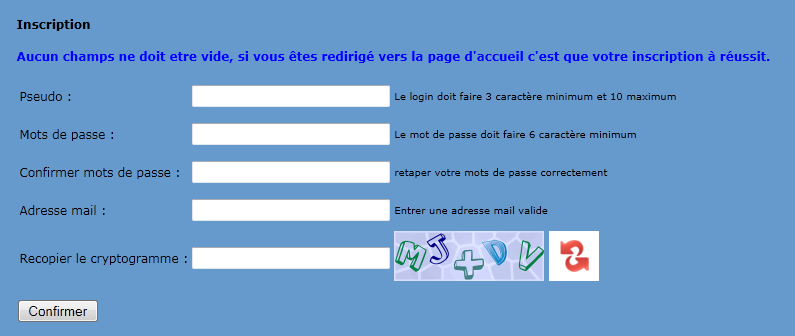 Inscription
Aucun champs ne doit etre vide, si vous êtes redirigé vers la page d'accueil c'est que votre inscription à réussit.
Pseudo : Le login doit faire 3 caractère minimum et 10 maximum
Mots de passe : Le mot de passe doit faire 6 caractère minimum
Confirmer mots de passe : retaper votre mots de passe correctement
Adresse mail : Entrer une adresse mail valide
Recopier le cryptogramme : MJ+DV
Confirmer